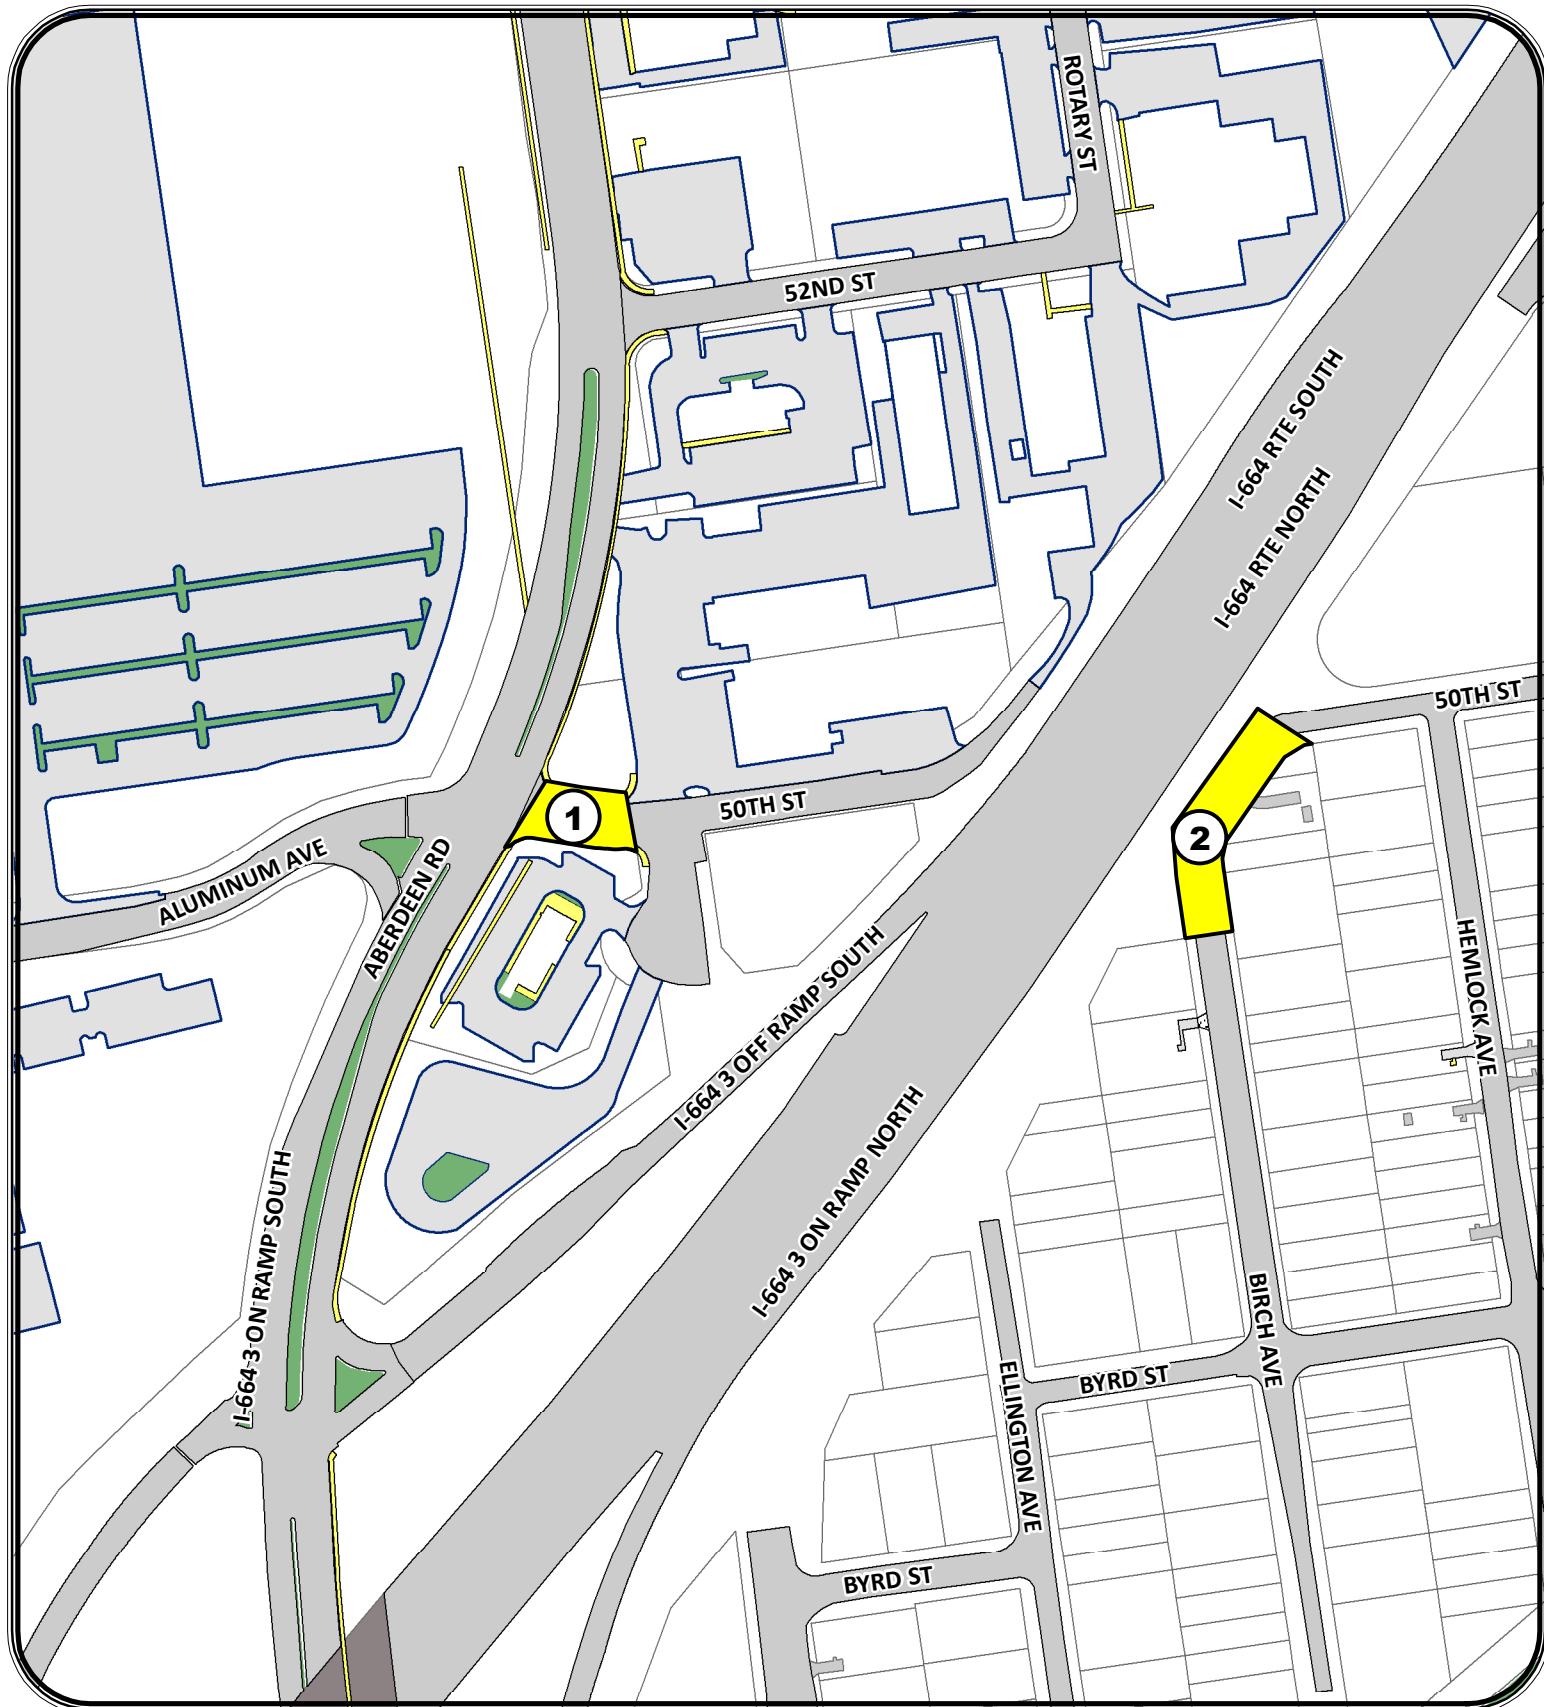 ROTARY ST
52ND ST
I-664 RTE SOUTH
I-664 RTE NORTH
50TH ST
1
50TH ST
2
ALUMINUM AVE
ABERDEEN RD
HEMLOCK AVE
I-664 3 OFF RAMP SOUTH
I-664 3 ON RAMP NORTH
I-664 3 ON RAMP SOUTH
BIRCH AVE
ELLINGTON AVE
BYRD ST
BYRD ST